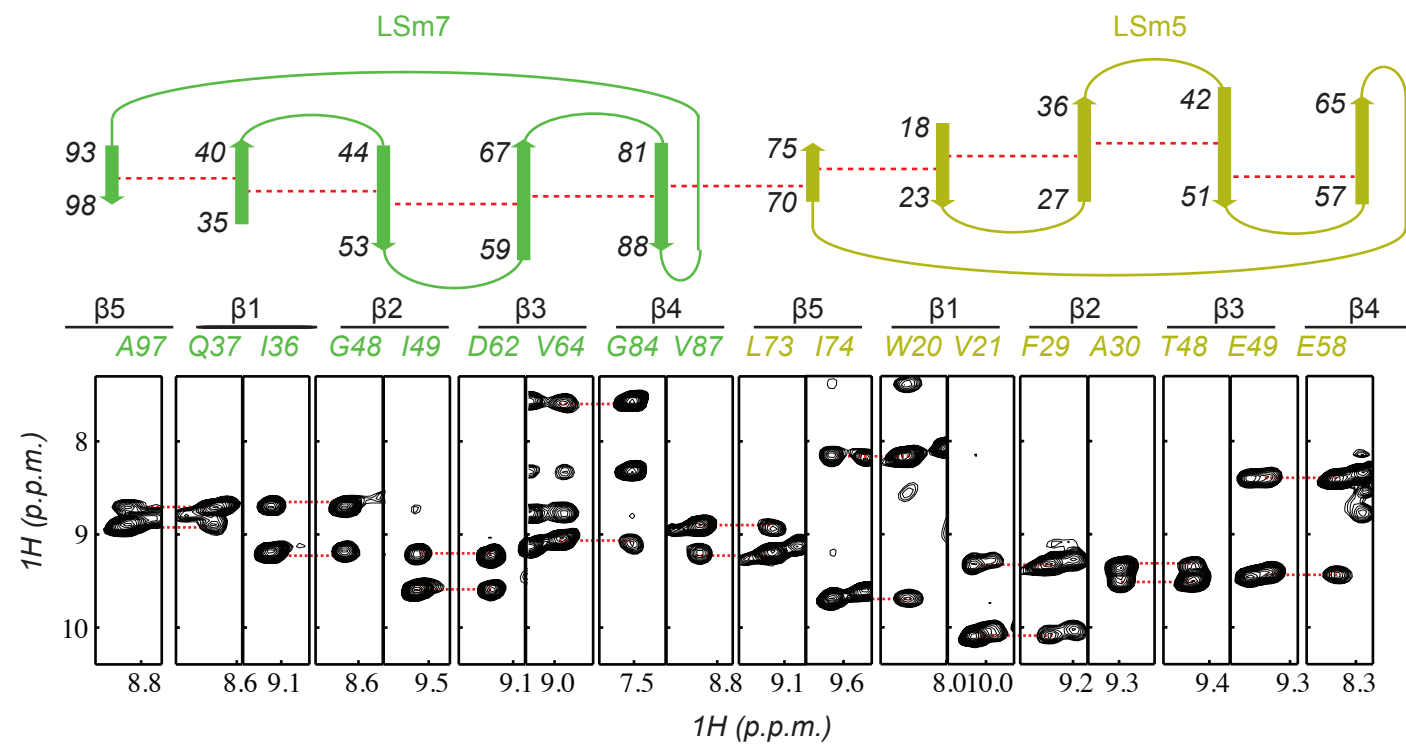 LSm7 LSm5
93 40 44 67 81 75 18 36 42 65
98 35 53 59 88 70 23 27 51 57
β5 β1 β2 β3 β4 β5 β1 β2 β3 β4
A97 Q37 I36 G48 I49 D62 V64 G84 V87 L73 I74 W20 V21 F29 A30 T48 E49 E58
1H (p.p.m.)
8
9
10
8.8 8.6 9.1 8.6 9.5 9.1 9.0 7.5 8.8 9.1 9.6 8.0 10.0 9.2 9.3 9.4 9.3 8.3
1H (p.p.m.)